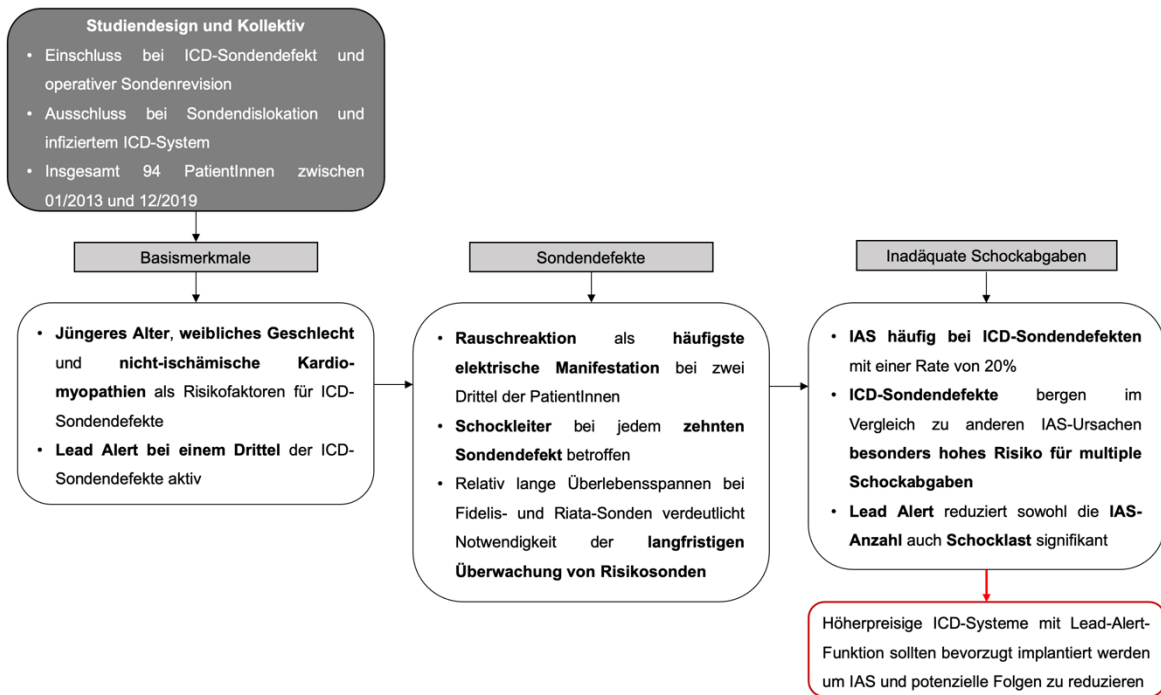 Studiendesign und Kollektiv
• Einschluss bei ICD-Sondendefekt und
operativer Sondenrevision
• Ausschluss bei Sondendislokation und
infiziertem ICD-System
• Insgesamt 94 PatientInnen zwischen
01/2013 und 12/2019
Basismerkmale
• Jüngeres Alter, weibliches Geschlecht
und nicht-ischämische Kardio-
myopathien als Risikofaktoren für ICD-
Sondendefekte
• Lead Alert bei einem Drittel der ICD-
Sondendefekte aktiv
Sondendefekte
• Rauschreaktion als häufigste
elektrische Manifestation bei zwei
Drittel der PatientInnen
• Schockleiter bei jedem zehnten
Sondendefekt betroffen
• Relativ lange Überlebensspannen bei
Fidelis- und Riata-Sonden verdeutlicht
Notwendigkeit der langfristigen
Überwachung von Risikosonden
Inadäquate Schockabgaben
• IAS häufig bei ICD-Sondendefekten
mit einer Rate von 20%
• ICD-Sondendefekte bergen im
Vergleich zu anderen IAS-Ursachen
besonders hohes Risiko für multiple
Schockabgaben
• Lead Alert reduziert sowohl die IAS-
Anzahl auch Schocklast signifikant
Höherpreisige ICD-Systeme mit Lead-Alert-
Funktion sollten bevorzugt implantiert werden
um IAS und potenzielle Folgen zu reduzieren